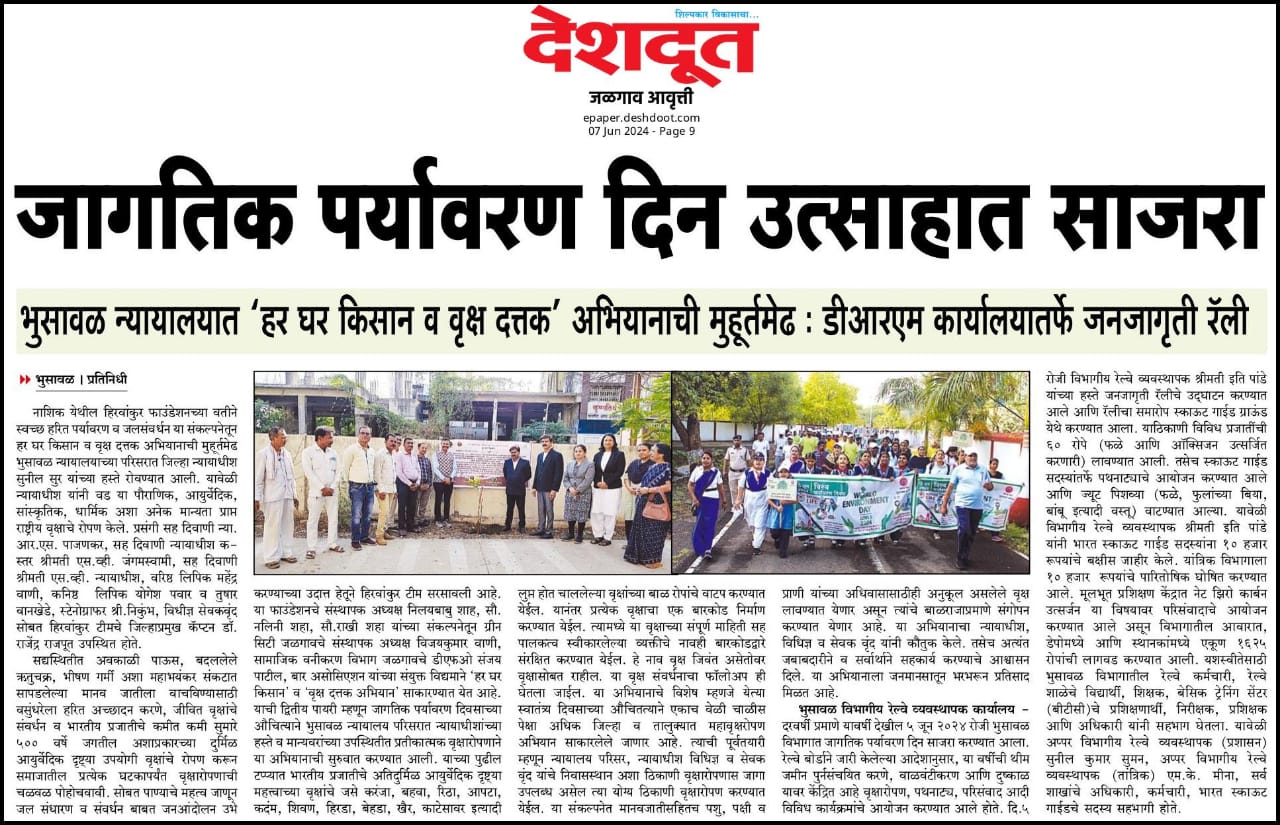 शिल्पकार विकासाचा...
देशदूत
जळगाव आवृत्ती
epaper.deshdoot.com
07 Jun 2024 - Page 9
जागतिक पर्यावरण दिन उत्साहात साजरा
भुसावळ न्यायालयात ‘हर घर किसान व वृक्ष दत्तक’ अभियानाची मुहूर्तमेढ : डीआरएम कार्यालयातर्फे जनजागृती रॅली
भुसावळ । प्रतिनिधी
नाशिक येथील हिरवांकुर फाउंडेशनच्या वतीने
स्वच्छ हरित पर्यावरण व जलसंवर्धन या संकल्पनेतून
हर घर किसान व वृक्ष दत्तक अभियानाची मुहूर्तमेढ
भुसावळ न्यायालयाच्या परिसरात जिल्हा न्यायाधीश
सुनील सुर यांच्या हस्ते रोवण्यात आली. यावेळी
न्यायाधीश यांनी वड या पौराणिक, आयुर्वेदिक,
सांस्कृतिक, धार्मिक अशा अनेक मान्यता प्राप्त
राष्ट्रीय वृक्षाचे रोपण केले. प्रसंगी सह दिवाणी न्या.
आर.एस. पाजणकर, सह दिवाणी न्यायाधीश क-
स्तर श्रीमती एस.व्ही. जंगमस्वामी, सह दिवाणी
श्रीमती एस.व्ही. न्यायाधीश, वरिष्ठ लिपिक महेंद्र
वाणी, कनिष्ठ लिपिक योगेश पवार व तुषार
वानखेडे, स्टेनोग्राफर श्री.निकुंभ, विधीज्ञ सेवकवृंद
सोबत हिरवांकुर टीमचे जिल्हाप्रमुख कॅप्टन डॉ.
राजेंद्र राजपूत उपस्थित होते.
सद्यस्थितीत अवकाळी पाऊस, बदललेले
ऋतुचक्र, भीषण गर्मी अशा महाभयंकर संकटात
सापडलेल्या मानव जातीला वाचविण्यासाठी
वसुंधरेला हरित अच्छादन करणे, जीवित वृक्षांचे
संवर्धन व भारतीय प्रजातीचे कमीत कमी सुमारे
५०० वर्षे जगतील अशाप्रकारच्या दुर्मिळ
आयुर्वेदिक दृष्ट्या उपयोगी वृक्षांचे रोपण करून
समाजातील प्रत्येक घटकापर्यंत वृक्षारोपणाची
चळवळ पोहोचवावी. सोबत पाण्याचे महत्व जाणून
जल संधारण व संवर्धन बाबत जनआंदोलन उभे
करण्याच्या उदात्त हेतूने हिरवांकुर टीम सरसावली आहे.
या फाउंडेशनचे संस्थापक अध्यक्ष निलयबाबु शाह, सौ.
नलिनी शहा, सौ.राखी शहा यांच्या संकल्पनेतून ग्रीन
सिटी जळगावचे संस्थापक अध्यक्ष विजयकुमार वाणी,
सामाजिक वनीकरण विभाग जळगावचे डीएफओ संजय
पाटील, बार असोसिएशन यांच्या संयुक्त विद्यमाने ‘हर घर
किसान’ व ‘वृक्ष दत्तक अभियान’ साकारण्यात येत आहे.
याची द्वितीय पायरी म्हणून जागतिक पर्यावरण दिवसाच्या
औचित्याने भुसावळ न्यायालय परिसरात न्यायाधीशांच्या
हस्ते व मान्यवरांच्या उपस्थितीत प्रतीकात्मक वृक्षारोपणाने
या अभियानाची सुरुवात करण्यात आली. याच्या पुढील
टप्प्यात भारतीय प्रजातीचे अतिदुर्मिळ आयुर्वेदिक दृष्ट्या
महत्त्वाच्या वृक्षांचे जसे करंजा, बहवा, रिठा, आपटा,
कदंम, शिवण, हिरडा, बेहडा, खैर, काटेसावर इत्यादी
लुप्त होत चाललेल्या वृक्षांच्या बाळ रोपांचे वाटप करण्यात
येईल. यानंतर प्रत्येक वृक्षाचा एक बारकोड निर्माण
करण्यात येईल. त्यामध्ये या वृक्षाच्या संपूर्ण माहिती सह
पालकत्व स्वीकारलेल्या व्यक्तीचे नावही बारकोडद्वारे
संरक्षित करण्यात येईल. हे नाव वृक्ष जिवंत असेतोवर
वृक्षासोबत राहील. या वृक्ष संवर्धनाचा फॉलोअप ही
घेतला जाईल. या अभियानाचे विशेष म्हणजे येत्या
स्वातंत्र्य दिवसाच्या औचितत्याने एकाच वेळी चाळीस
पेक्षा अधिक जिल्हा व तालुक्यात महावृक्षरोपण
अभियान साकारलेले जाणार आहे. त्याची पूर्वतयारी
म्हणून न्यायालय परिसर, न्यायाधीश विधिज्ञ व सेवक
वृंद यांचे निवासस्थान अशा ठिकाणी वृक्षारोपणास जागा
उपलब्ध असेल त्या योग्य ठिकाणी वृक्षारोपण करण्यात
येईल. या संकल्पनेत मानवजातीसहितच पशु, पक्षी व
प्राणी यांच्या अधिवासासाठीही अनुकूल असलेले वृक्ष
लावण्यात येणार असून त्यांचे बाळराजाप्रमाणे संगोपन
करण्यात येणार आहे. या अभियानाचा न्यायाधीश,
विधिज्ञ व सेवक वृंद यांनी कौतुक केले. तसेच अत्यंत
जबाबदारीने व सर्वार्थाने सहकार्य करण्याचे आश्वासन
दिले. या अभियानाला जनमानसातून भरभरून प्रतिसाद
मिळत आहे.
भुसावळ विभागीय रेल्वे व्यवस्थापक कार्यालय –
दरवर्षी प्रमाणे यावर्षी देखील ५ जून २०२४ रोजी भुसावळ
विभागात जागतिक पर्यावरण दिन साजरा करण्यात आला.
रेल्वे बोर्डाने जारी केलेल्या आदेशानुसार, या वर्षीची थीम
जमीन पुर्नसंचयित करणे, वाळवंटीकरण आणि दुष्काळ
यावर केंद्रित आहे वृक्षारोपण, पथनाट्य, परिसंवाद आदी
विविध कार्यक्रमांचे आयोजन करण्यात आले होते. दि.५
रोजी विभागीय रेल्वे व्यवस्थापक श्रीमती इति पांडे
यांच्या हस्ते जनजागृती रॅलीचे उद्घाटन करण्यात
आले आणि रॅलीचा समारोप स्काऊट गाईड ग्राऊंड
येथे करण्यात आला. याठिकाणी विविध प्रजातींची
६० रोपे (फळे आणि ऑक्सिजन उत्सर्जित
करणारी) लावण्यात आली. तसेच स्काऊट गाईड
सदस्यांतर्फे पथनाट्याचे आयोजन करण्यात आले
आणि ज्यूट पिशव्या (फळे, फुलांच्या बिया,
बांबू इत्यादी वस्तू) वाटण्यात आल्या. यावेळी
विभागीय रेल्वे व्यवस्थापक श्रीमती इति पांडे
यांनी भारत स्काऊट गाईड सदस्यांना १० हजार
रूपयांचे बक्षीस जाहीर केले. यांत्रिक विभागाला
१० हजार रूपयांचे पारितोषिक घोषित करण्यात
आले. मूलभूत प्रशिक्षण केंद्रात नेट झिरो कार्बन
उत्सर्जन या विषयावर परिसंवादाचे आयोजन
करण्यात आले असून विभागातील आवारात,
डेपोमध्ये आणि स्थानकांमध्ये एकूण १६२५
रोपांची लागवड करण्यात आली. यशस्वीतेसाठी
भुसावळ विभागातील रेल्वे कर्मचारी, रेल्वे
शाळेचे विद्यार्थी, शिक्षक, बेसिक ट्रेनिंग सेंटर
(बीटीसी)चे प्रशिक्षणार्थी, निरीक्षक, प्रशिक्षक
आणि अधिकारी यांनी सहभाग घेतला. यावेळी
अप्पर विभागीय रेल्वे व्यवस्थापक (प्रशासन)
सुनील कुमार सुमन, अप्पर विभागीय रेल्वे
व्यवस्थापक (तांत्रिक) एम.के. मीना, सर्व
शाखांचे अधिकारी, कर्मचारी, भारत स्काऊट
गाईडचे सदस्य सहभागी होते.
WORLD
ENVIRONMENT
DAY